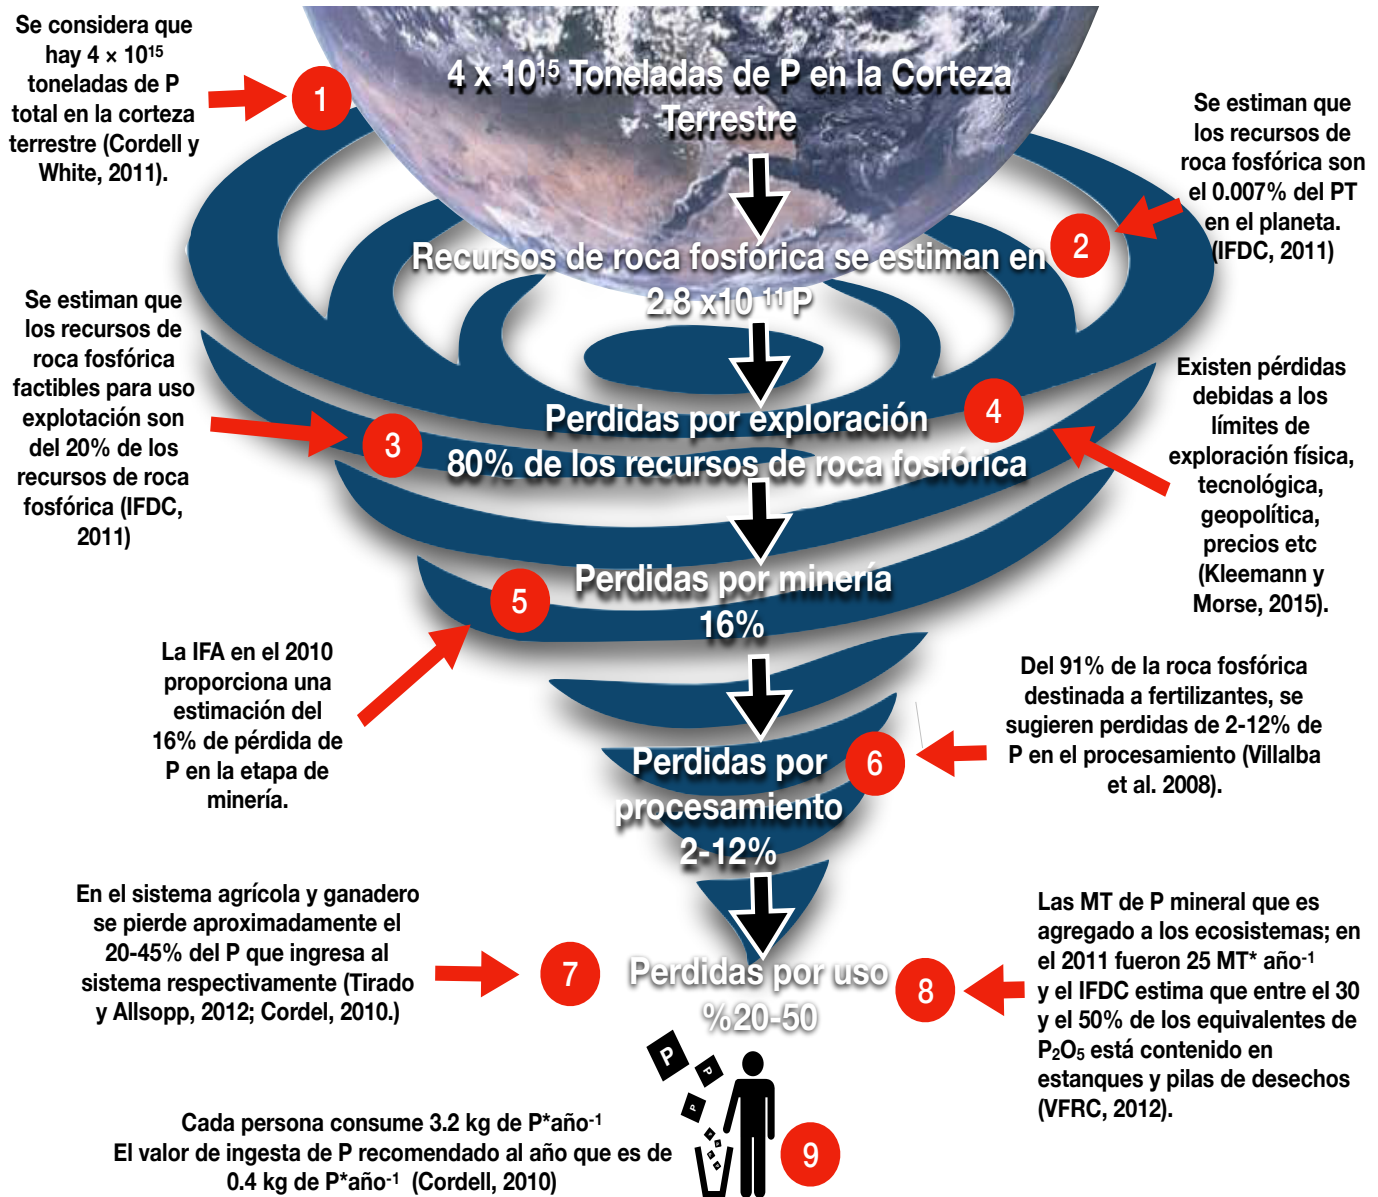 Se considera que
hay 4 × 10¹⁵
toneladas de P
total en la corteza
terrestre (Cordell y
White, 2011).
1
4 x 10¹⁵ Toneladas de P en la Corteza
Terrestre
Se estiman que
los recursos de
roca fosfórica son
el 0.007% del PT
en el planeta.
(IFDC, 2011)
2
Recursos de roca fosfórica se estiman en
2.8 x10 ¹¹ P
Se estiman que
los recursos de
roca fosfórica
factibles para uso
explotación son
del 20% de los
recursos de roca
fosfórica (IFDC,
2011)
3
Perdidas por exploración
80% de los recursos de roca fosfórica
4
Existen pérdidas
debidas a los
límites de
exploración física,
tecnológica,
geopolítica,
precios etc
(Kleemann y
Morse, 2015).
5
Perdidas por minería
16%
La IFA en el 2010
proporciona una
estimación del
16% de pérdida de
P en la etapa de
minería.
Perdidas por
procesamiento
2-12%
6
Del 91% de la roca fosfórica
destinada a fertilizantes, se
sugieren perdidas de 2-12% de
P en el procesamiento (Villalba
et al. 2008).
En el sistema agrícola y ganadero
se pierde aproximadamente el
20-45% del P que ingresa al
sistema respectivamente (Tirado
y Allsopp, 2012; Cordel, 2010.)
7
Perdidas por uso
%20-50
8
Las MT de P mineral que es
agregado a los ecosistemas; en
el 2011 fueron 25 MT* año⁻¹
y el IFDC estima que entre el 30
y el 50% de los equivalentes de
P₂O₅ está contenido en
estanques y pilas de desechos
(VFRC, 2012).
P
P
P
Cada persona consume 3.2 kg de P*año⁻¹
El valor de ingesta de P recomendado al año que es de
0.4 kg de P*año⁻¹ (Cordell, 2010)
9